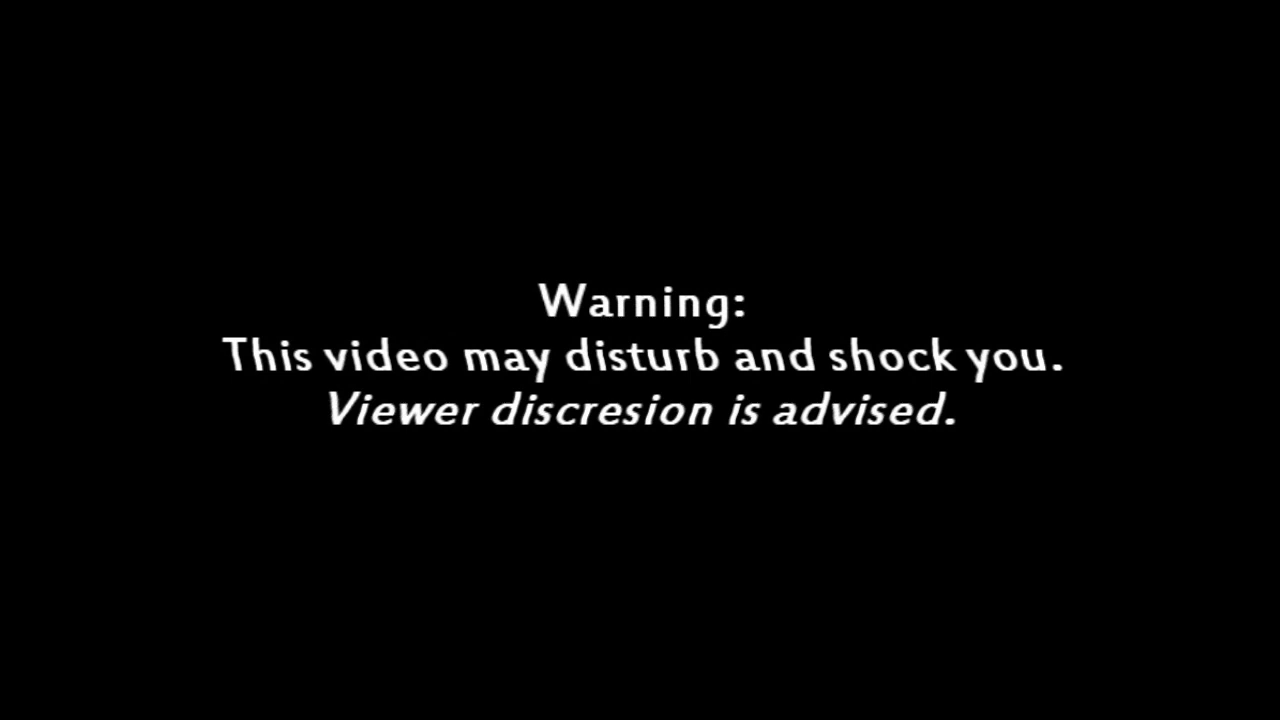 Warning:
This video may disturb and shock you.
Viewer discresion is advised.